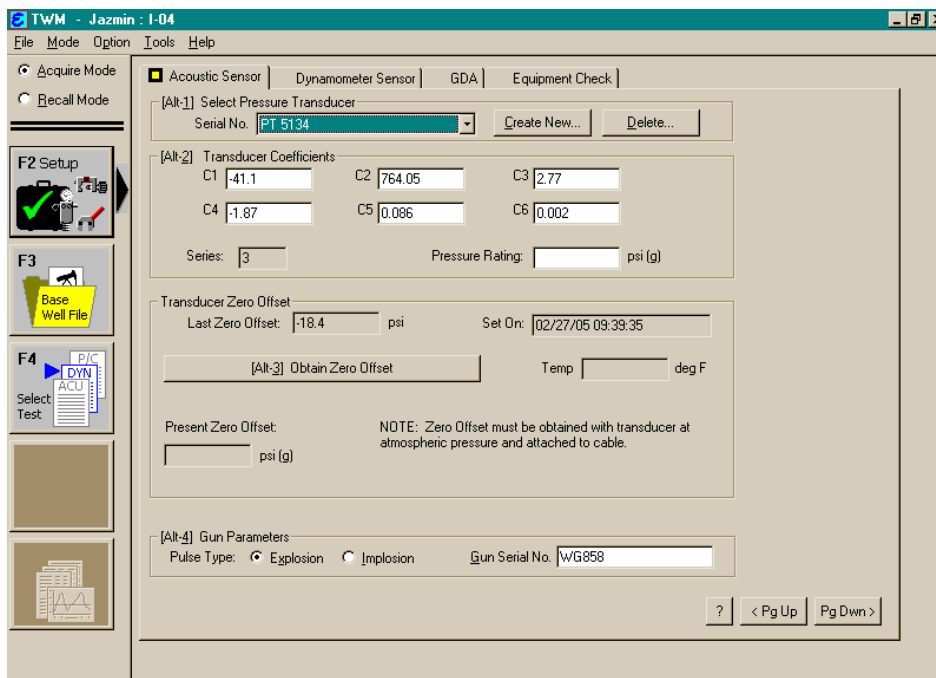 TWM - Jazmin : I-04
File Mode Option Tools Help
Acquire Mode
Recall Mode
F2 Setup
F3
Base
Well File
F4
P/C
DYN
ACU
Select
Test
Acoustic Sensor
Dynamometer Sensor
GDA
Equipment Check
[Alt-1] Select Pressure Transducer
Serial No. PT 5134
Create New...
Delete...
[Alt-2] Transducer Coefficients
C1 -41.1 C2 764.05 C3 2.77
C4 -1.87 C5 0.086 C6 0.002
Series: 3 Pressure Rating: psi (g)
Transducer Zero Offset
Last Zero Offset: -18.4 psi Set On: 02/27/05 09:39:35
[Alt-3] Obtain Zero Offset Temp deg F
Present Zero Offset:
psi (g)
NOTE: Zero Offset must be obtained with transducer at
atmospheric pressure and attached to cable.
[Alt-4] Gun Parameters
Pulse Type: Explosion Implosion Gun Serial No. WG858
? < Pg Up Pg Dwn >